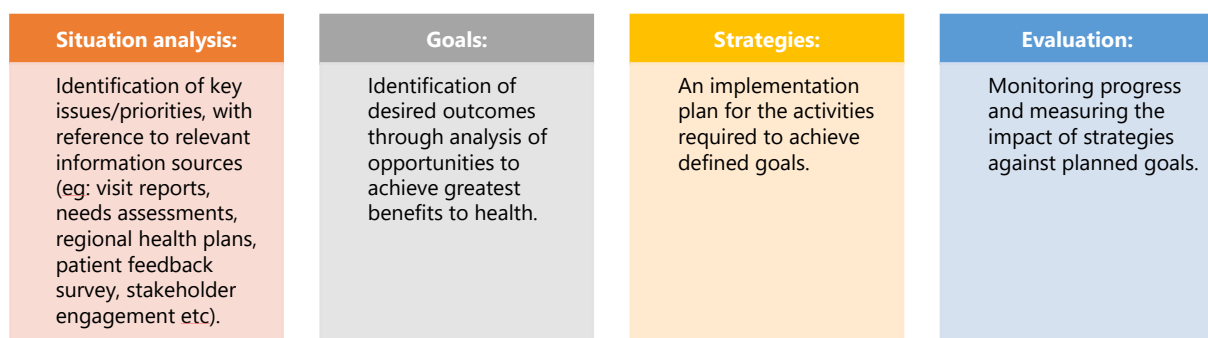 Situation analysis:
Identification of key
issues/priorities, with
reference to relevant
information sources
(eg: visit reports,
needs assessments,
regional health plans,
patient feedback
survey, stakeholder
engagement etc).
Goals:
Identification of
desired outcomes
through analysis of
opportunities to
achieve greatest
benefits to health.
Strategies:
An implementation
plan for the activities
required to achieve
defined goals.
Evaluation:
Monitoring progress
and measuring the
impact of strategies
against planned goals.